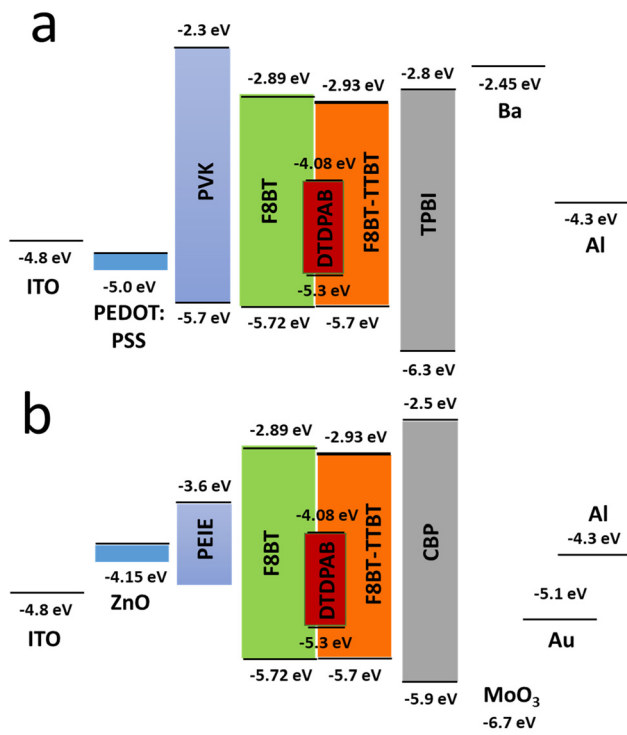 a
-2.3 eV
-2.89 eV
-2.93 eV
-2.8 eV
-2.45 eV
Ba
PVK
F8BT
-4.08 eV
DTDPAB
F8BT-TTBT
TPBI
-4.8 eV
ITO
-5.0 eV
PEDOT:
PSS
-5.3 eV
-5.7 eV
-5.72 eV
-5.7 eV
-4.3 eV
Al
-6.3 eV
b
-2.5 eV
-2.89 eV
-2.93 eV
-3.6 eV
PEIE
F8BT
-4.08 eV
DTDPAB
F8BT-TTBT
CBP
Al
-4.3 eV
-4.15 eV
ZnO
-4.8 eV
ITO
-5.1 eV
Au
-5.3 eV
-5.72 eV
-5.7 eV
-5.9 eV
MoO₃
-6.7 eV